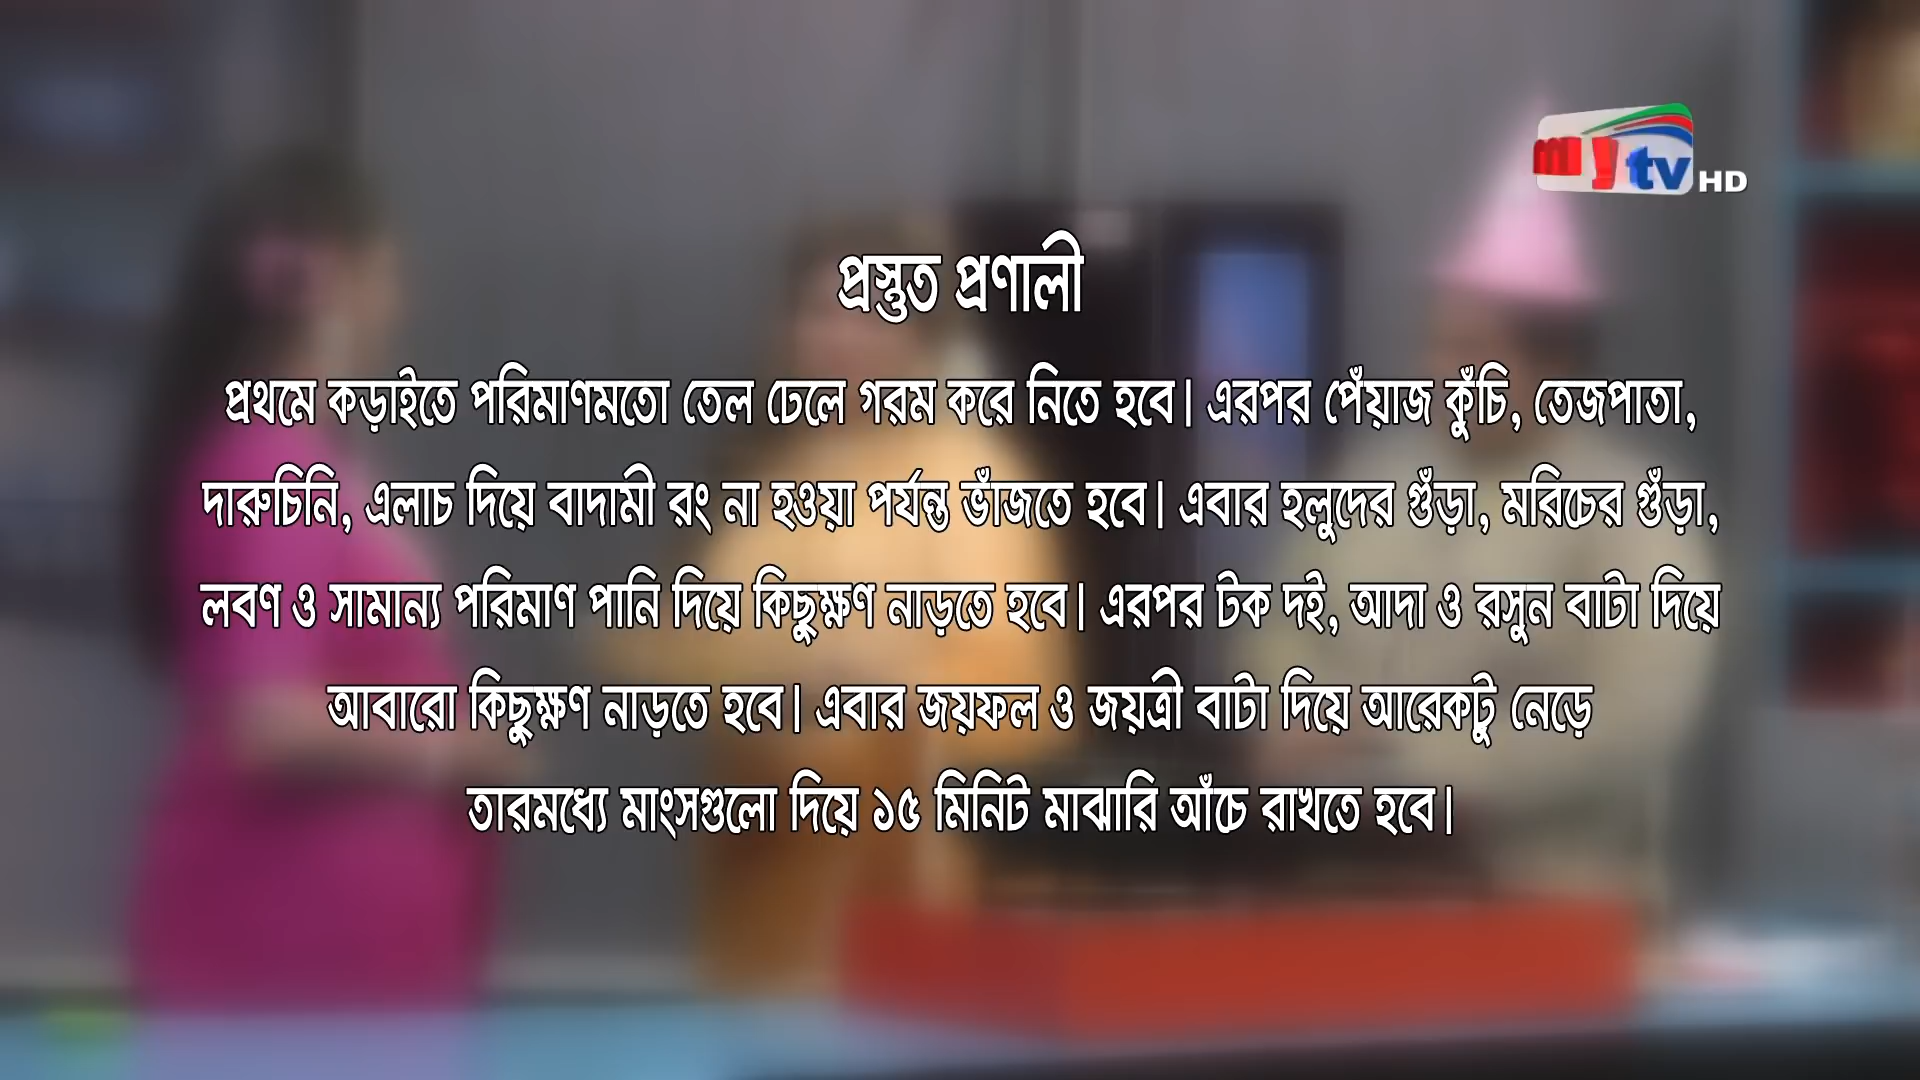 my tv HD
প্রস্তুত প্রণালী
প্রথমে কড়াইতে পরিমাণমতো তেল ঢেলে গরম করে নিতে হবে। এরপর পেঁয়াজ কুঁচি, তেজপাতা,
দারুচিনি, এলাচ দিয়ে বাদামী রং না হওয়া পর্যন্ত ভাঁজতে হবে। এবার হলুদের গুঁড়া, মরিচের গুঁড়া,
লবণ ও সামান্য পরিমাণ পানি দিয়ে কিছুক্ষণ নাড়তে হবে। এরপর টক দই, আদা ও রসুন বাটা দিয়ে
আবারো কিছুক্ষণ নাড়তে হবে। এবার জয়ফল ও জয়ত্রী বাটা দিয়ে আরেকটু নেড়ে
তারমধ্যে মাংসগুলো দিয়ে ১৫ মিনিট মাঝারি আঁচে রাখতে হবে।